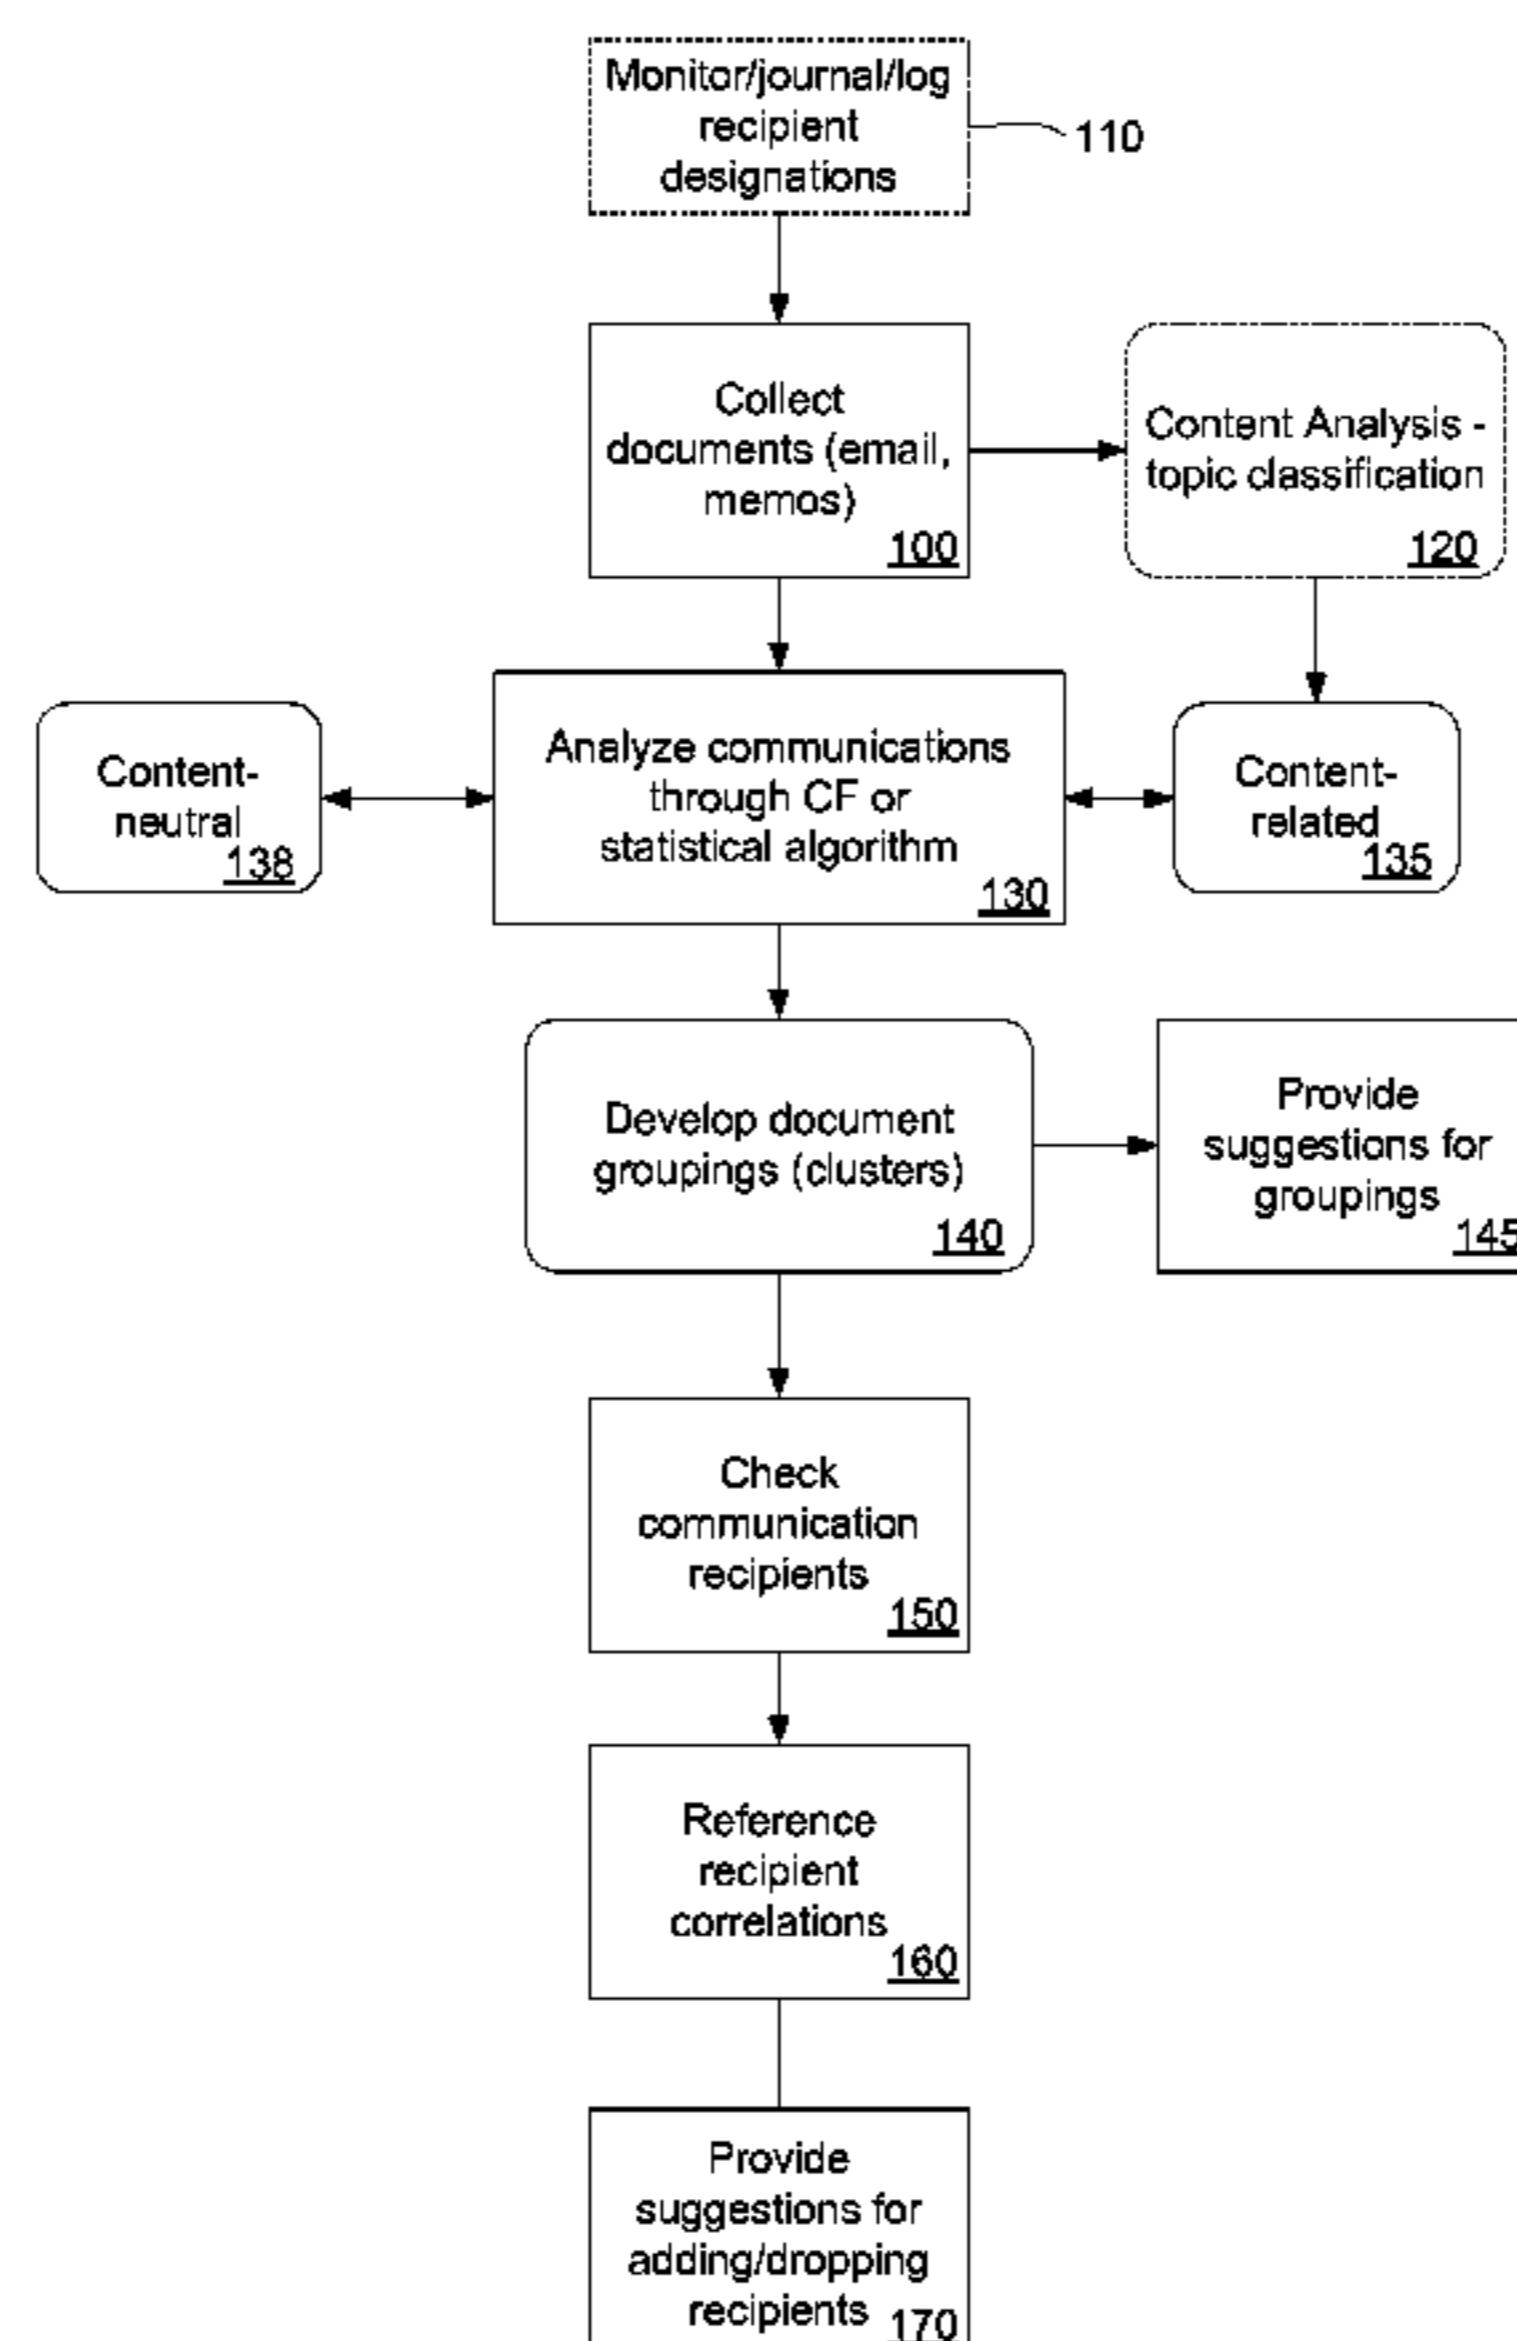 Monitor/journal/log
recipient
designations
110
Collect
documents (email,
memos)
100
Content Analysis -
topic classification
120
Content-
neutral
138
Analyze communications
through CF or
statistical algorithm
130
Content-
related
135
Develop document
groupings (clusters)
140
Provide
suggestions for
groupings
145
Check
communication
recipients
150
Reference
recipient
correlations
160
Provide
suggestions for
adding/dropping
recipients
170